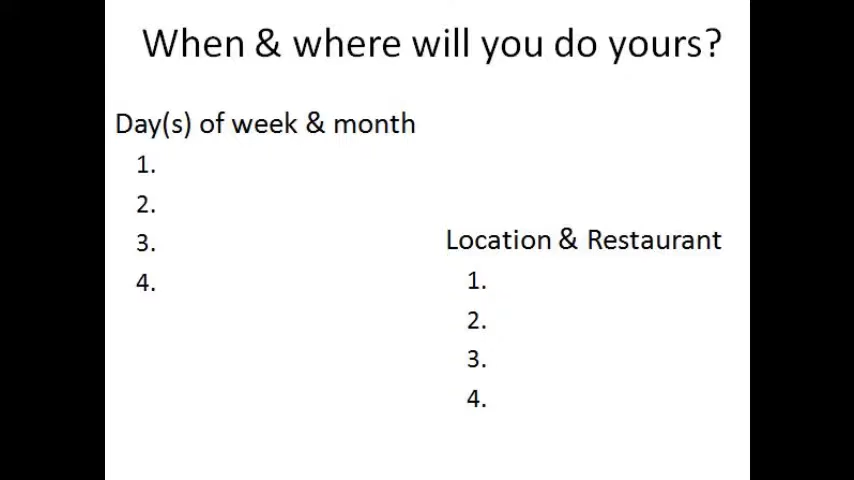 When & where will you do yours?
Day(s) of week & month
1.
2.
3.
4.
Location & Restaurant
1.
2.
3.
4.